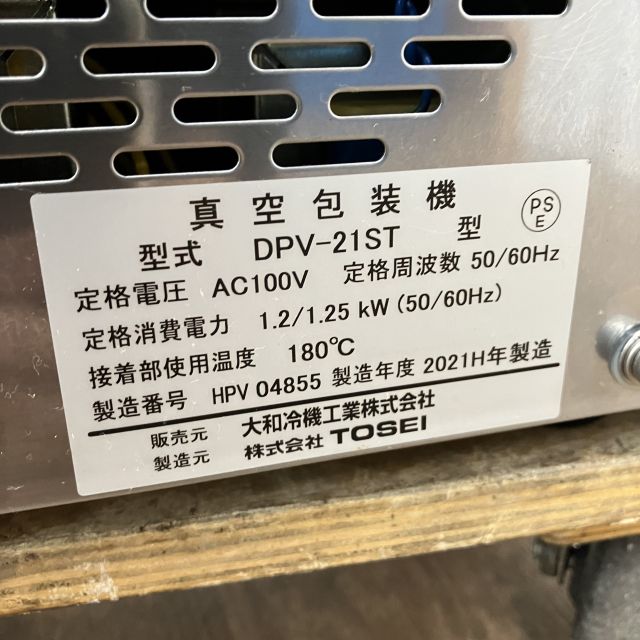 真空包装機
型式 DPV-21ST 型
PS
E
定格電圧 AC100V 定格周波数 50/60Hz
定格消費電力 1.2/1.25 kW (50/60Hz)
接着部使用温度 180℃
製造番号 HPV 04855 製造年度 2021H年製造
販売元 大和冷機工業株式会社
製造元 株式会社 TOSEI